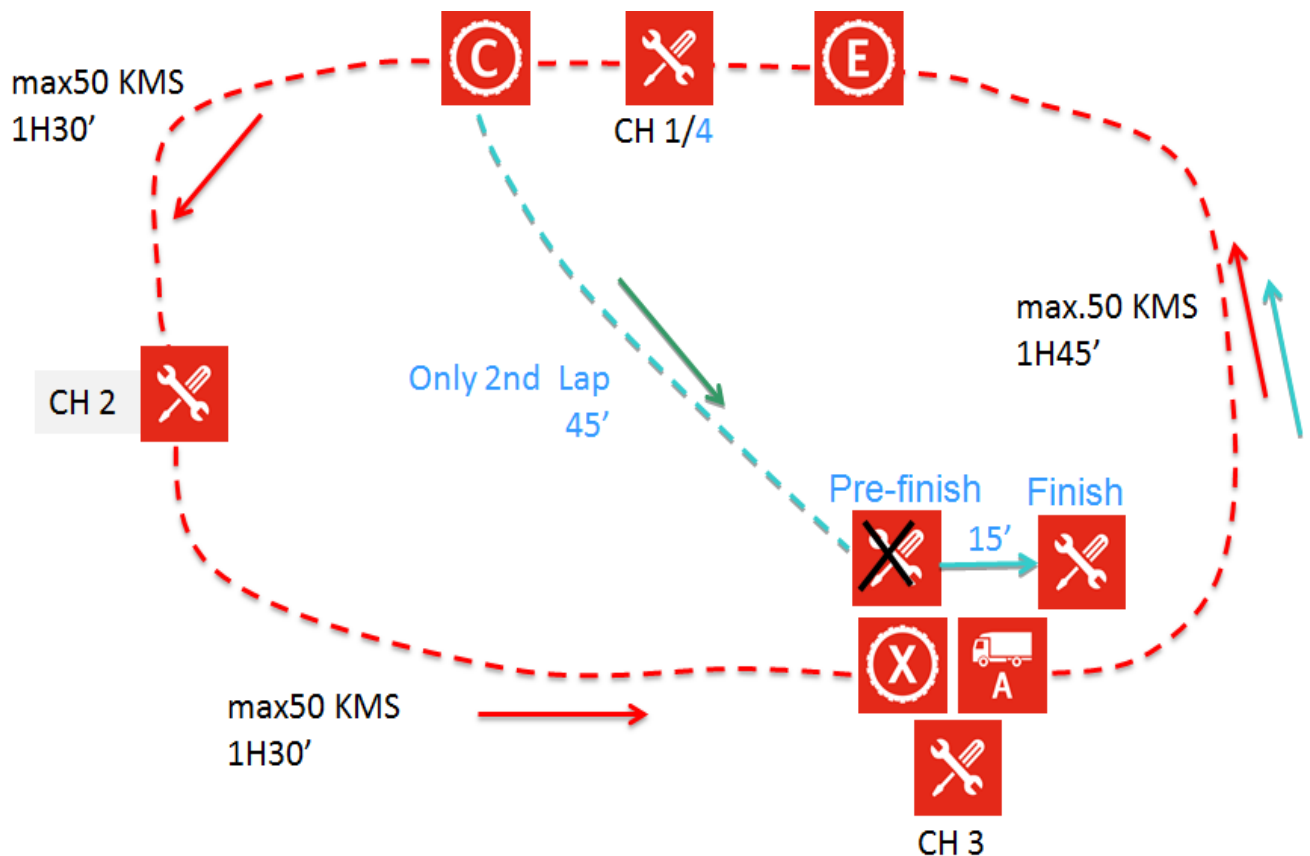 C
E
max50 KMS
1H30’
CH 1/4
max.50 KMS
1H45’
Only 2nd Lap
45’
CH 2
Pre-finish
Finish
15’
X
A
max50 KMS
1H30’
CH 3